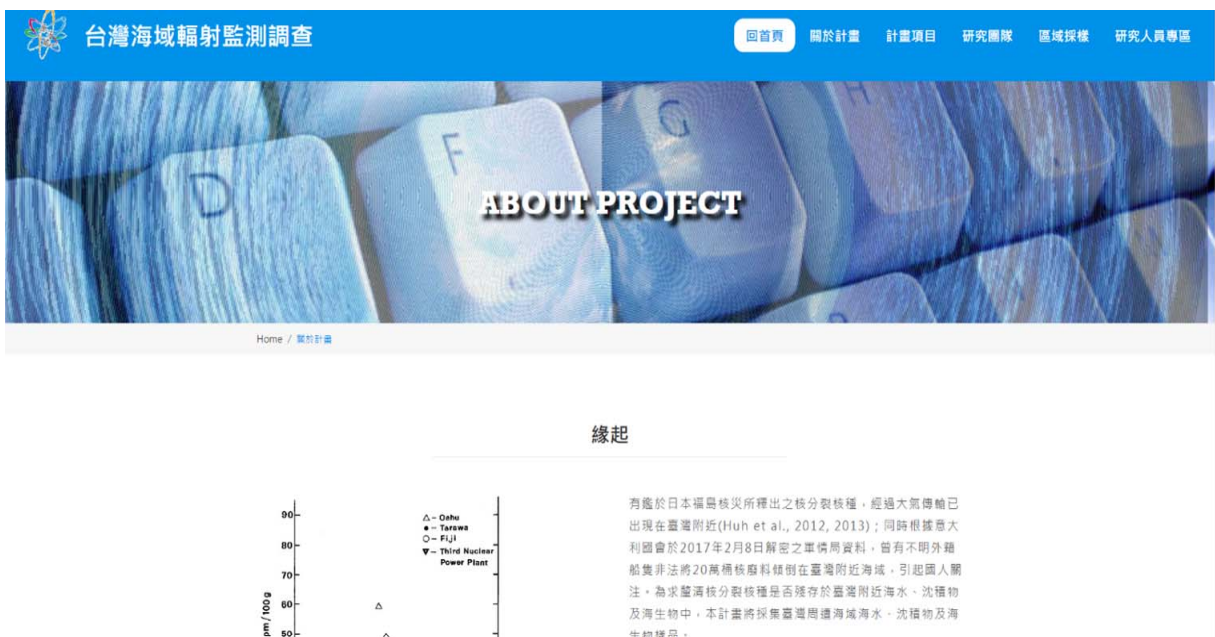 台灣海域輻射監測調查
回首頁 關於計畫 計畫項目 研究團隊 區域採樣 研究人員專區
D F G H
ABOUT PROJECT
Home / 關於計畫
緣起
90
80
70
60
50
pm/100g
△ – Oahu
● – Tarawa
○ – Fiji
▼ – Third Nuclear
Power Plant
有鑑於日本福島核災所釋出之核分裂核種，經過大氣傳輸已
出現在臺灣附近(Huh et al., 2012, 2013)；同時根據意大
利國會於2017年2月8日解密之軍情局資料，曾有不明外籍
船隻非法將20萬桶核廢料傾倒在臺灣附近海域，引起國人關
注。為求釐清核分裂核種是否殘存於臺灣附近海水、沈積物
及海生物中，本計畫將採集臺灣周遭海域海水、沈積物及海
生物樣品。